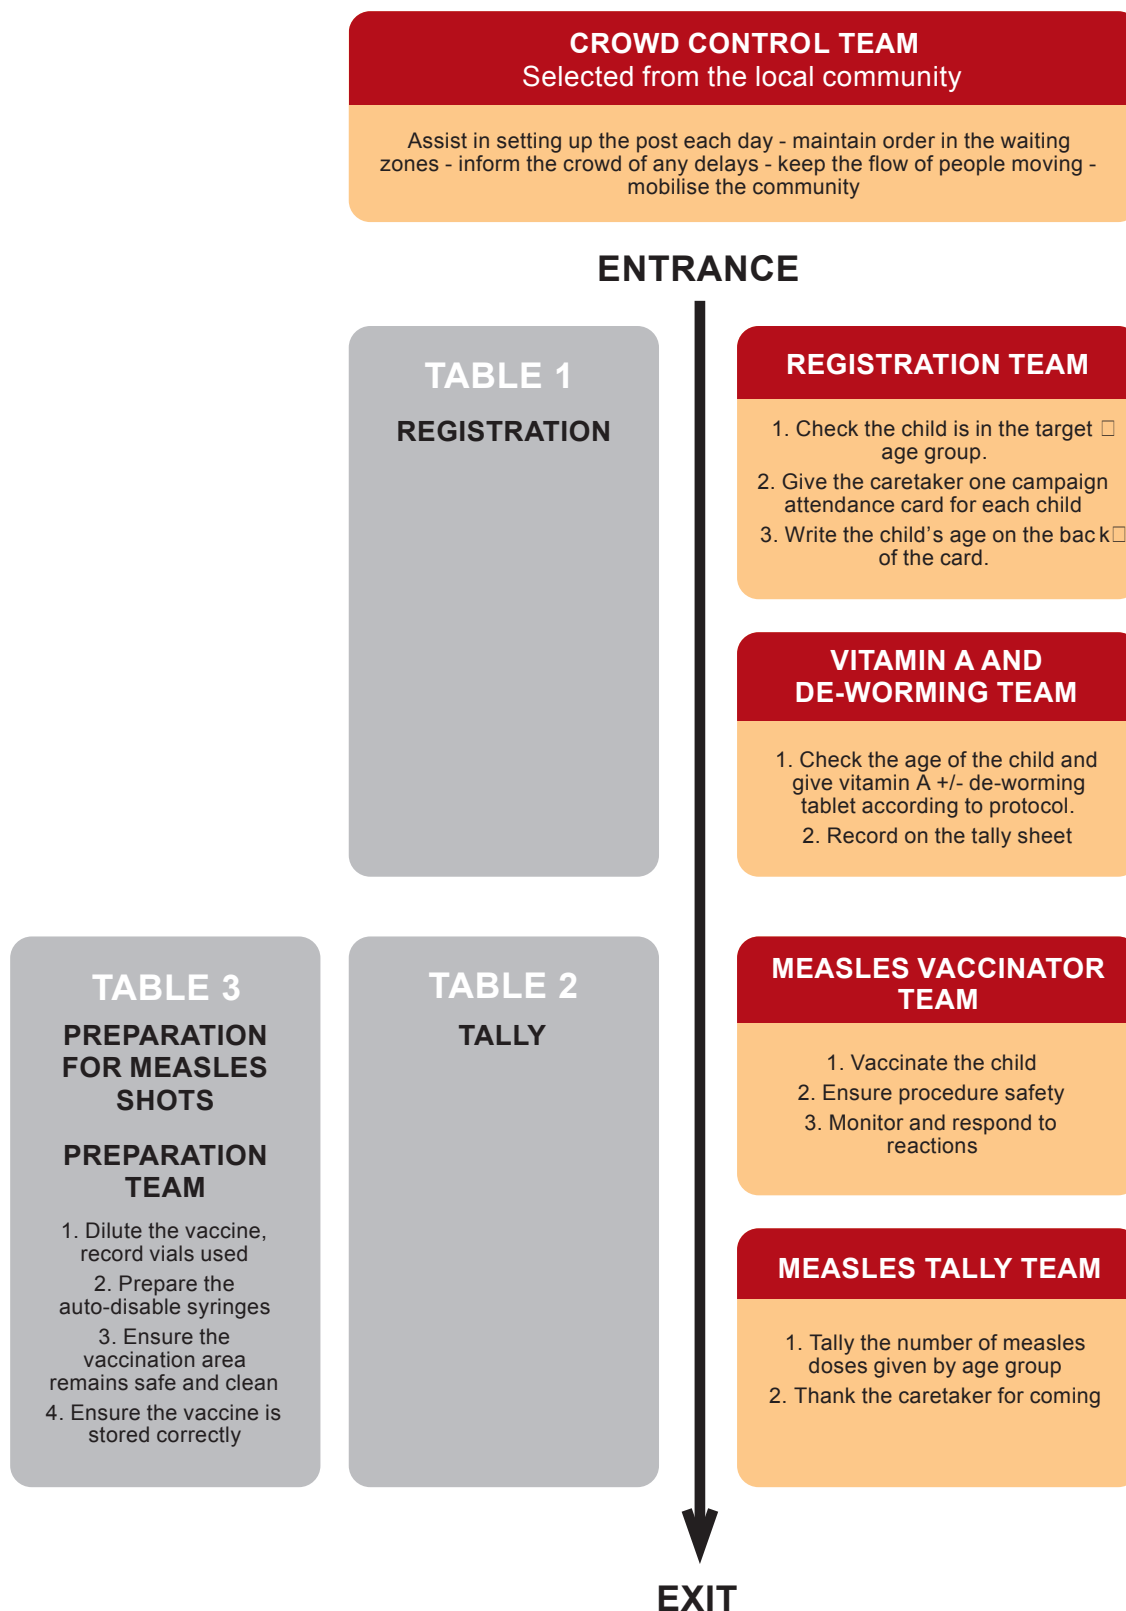 CROWD CONTROL TEAM
Selected from the local community
Assist in setting up the post each day - maintain order in the waiting
zones - inform the crowd of any delays - keep the flow of people moving -
mobilise the community
ENTRANCE
TABLE 1
REGISTRATION
REGISTRATION TEAM
1. Check the child is in the target □
age group.
2. Give the caretaker one campaign
attendance card for each child
3. Write the child’s age on the bac k□
of the card.
VITAMIN A AND
DE-WORMING TEAM
1. Check the age of the child and
give vitamin A +/- de-worming
tablet according to protocol.
2. Record on the tally sheet
TABLE 3
PREPARATION
FOR MEASLES
SHOTS
PREPARATION
TEAM
1. Dilute the vaccine,
record vials used
2. Prepare the
auto-disable syringes
3. Ensure the
vaccination area
remains safe and clean
4. Ensure the vaccine is
stored correctly
TABLE 2
TALLY
MEASLES VACCINATOR
TEAM
1. Vaccinate the child
2. Ensure procedure safety
3. Monitor and respond to
reactions
MEASLES TALLY TEAM
1. Tally the number of measles
doses given by age group
2. Thank the caretaker for coming
EXIT